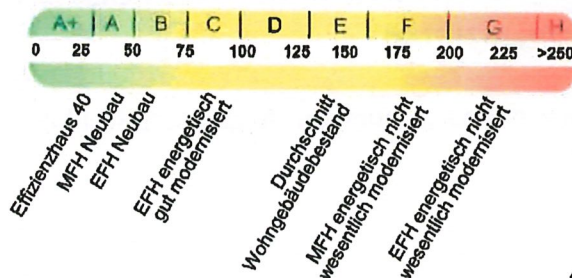 A+ A B C D E F G H
0 25 50 75 100 125 150 175 200 225 >250
Effizienzhaus 40
MFH Neubau
EFH Neubau
EFH energetisch
gut modernisiert
Durchschnitt
Wohngebäudebestand
MFH energetisch nicht
wesentlich modernisiert
EFH energetisch nicht
wesentlich modernisiert